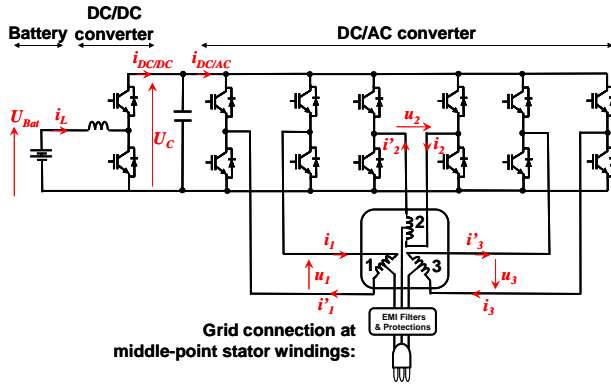 Battery
DC/DC
converter
DC/AC converter
i_DC/DC
i_DC/AC
U_Bat
i_L
U_C
u_2
i'_2
i_2
2
i_1
i'_3
1
3
u_1
u_3
i'_1
i_3
EMI Filters
& Protections
Grid connection at
middle-point stator windings: